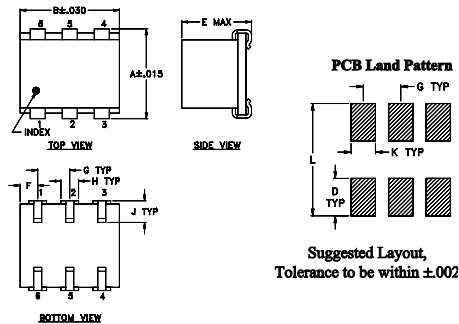 B±.030
6 5 4
A±.015
INDEX
1 2 3
TOP VIEW
E MAX
SIDE VIEW
PCB Land Pattern
G TYP
L
K TYP
D
TYP
Suggested Layout,
Tolerance to be within ±.002
G TYP
H TYP
F
1 2 3
J TYP
6 5 4
BOTTOM VIEW